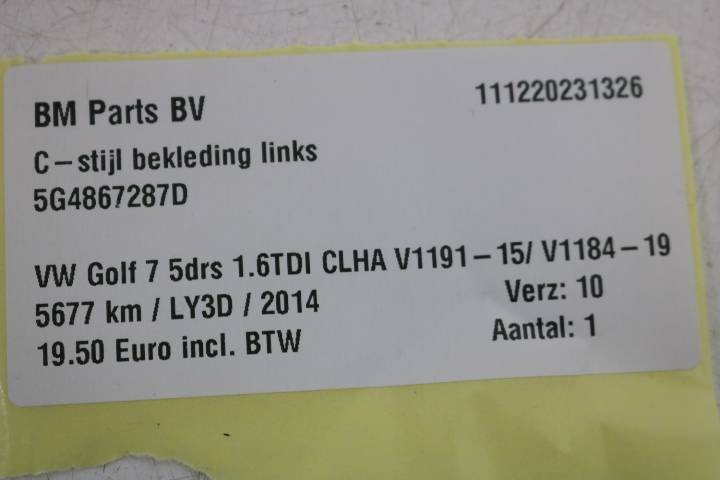 BM Parts BV 111220231326
C-stijl bekleding links
5G4867287D
VW Golf 7 5drs 1.6TDI CLHA V1191-15/ V1184-19
5677 km / LY3D / 2014 Verz: 10
19.50 Euro incl. BTW Aantal: 1